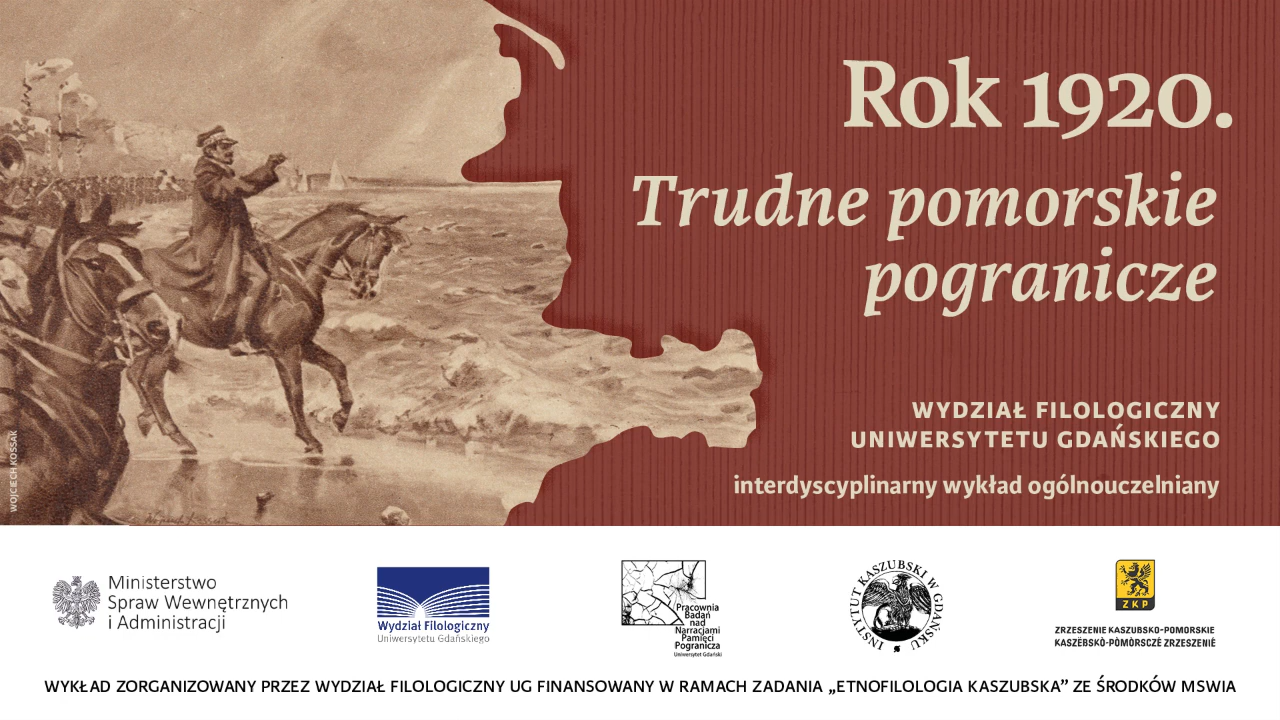 Rok 1920.
Trudne pomorskie
pogranicze
WYDZIAŁ FILOLOGICZNY
UNIWERSYTETU GDAŃSKIEGO
interdyscyplinarny wykład ogólnouczelniany
WOJCIECH KOSSAK
Ministerstwo
Spraw Wewnętrznych
i Administracji
Wydział Filologiczny
Uniwersytetu Gdańskiego
Pracownia
Badań
nad
Narracjami
Pamięci
Pogranicza
Uniwersytet Gdański
INSTYTUT KASZUBSKI W GDAŃSKU
ZKP
ZRZESZENIE KASZUBSKO-POMORSKIE
KASZËBSKÒ-PÒMÒRSCZÉ ZRZESZENIÉ
WYKŁAD ZORGANIZOWANY PRZEZ WYDZIAŁ FILOLOGICZNY UG FINANSOWANY W RAMACH ZADANIA „ETNOFILOLOGIA KASZUBSKA” ZE ŚRODKÓW MSWIA